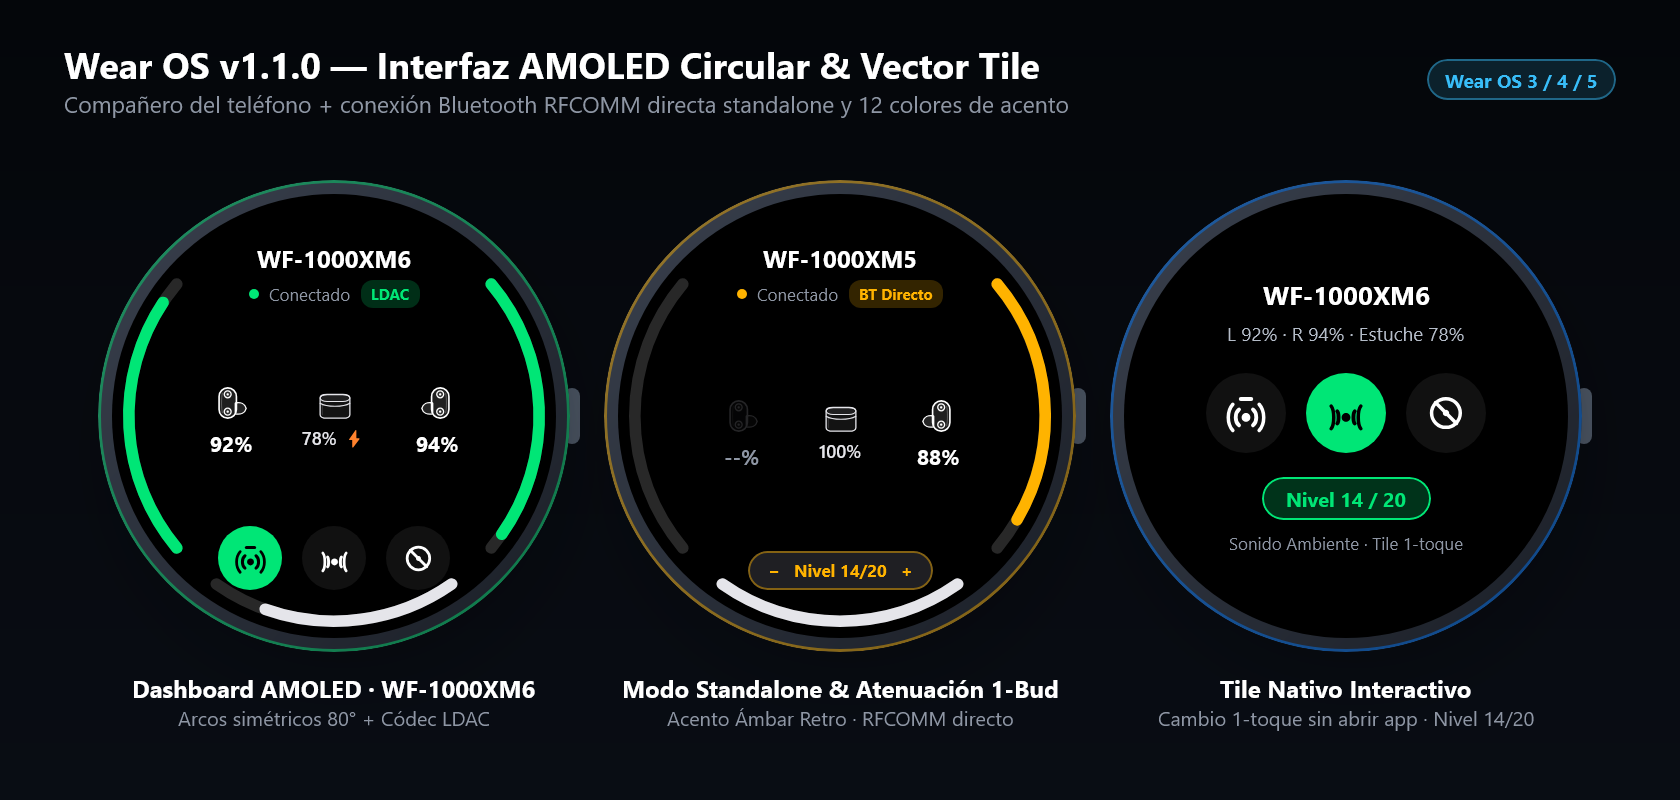 Wear OS v1.1.0 — Interfaz AMOLED Circular & Vector Tile
Compañero del teléfono + conexión Bluetooth RFCOMM directa standalone y 12 colores de acento
Wear OS 3 / 4 / 5
WF-1000XM6
Conectado LDAC
92% 78% 94%
Dashboard AMOLED · WF-1000XM6
Arcos simétricos 80° + Códec LDAC
WF-1000XM5
Conectado BT Directo
--% 100% 88%
− Nivel 14/20 +
Modo Standalone & Atenuación 1-Bud
Acento Ámbar Retro · RFCOMM directo
WF-1000XM6
L 92% · R 94% · Estuche 78%
Nivel 14 / 20
Sonido Ambiente · Tile 1-toque
Tile Nativo Interactivo
Cambio 1-toque sin abrir app · Nivel 14/20